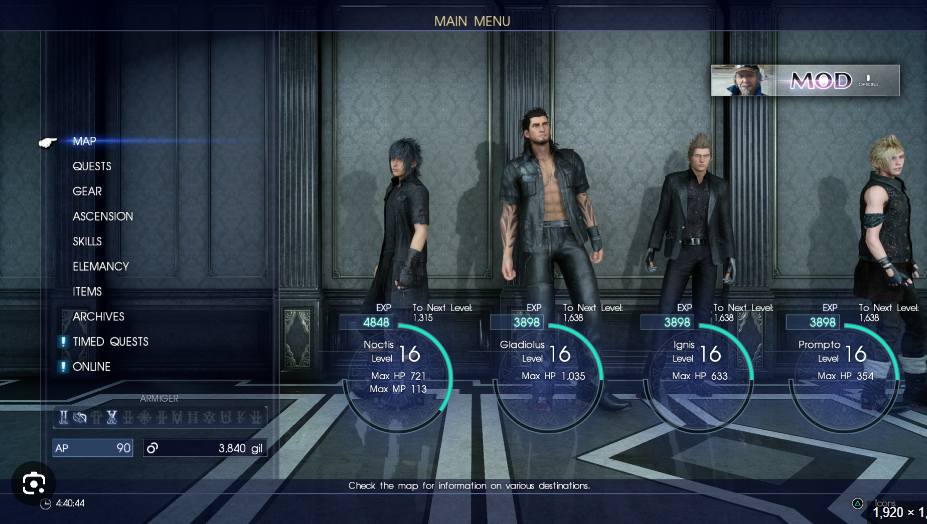 MAIN MENU
MOD
OPTIONS
MAP
QUESTS
GEAR
ASCENSION
SKILLS
ELEMANCY
ITEMS
ARCHIVES
! TIMED QUESTS
! ONLINE
ARMIGER
AP 90
3,840 gil
EXP To Next Level:
4848 1,315
Noctis
Level 16
Max HP 721
Max MP 113
EXP To Next Level:
3898 1,638
Gladiolus
Level 16
Max HP 1,035
EXP To Next Level:
3898 1,638
Ignis
Level 16
Max HP 633
EXP To Next Level:
3898 1,638
Prompto
Level 16
Max HP 354
Check the map for information on various destinations.
4:40:44
Icons
1,920 × 1,